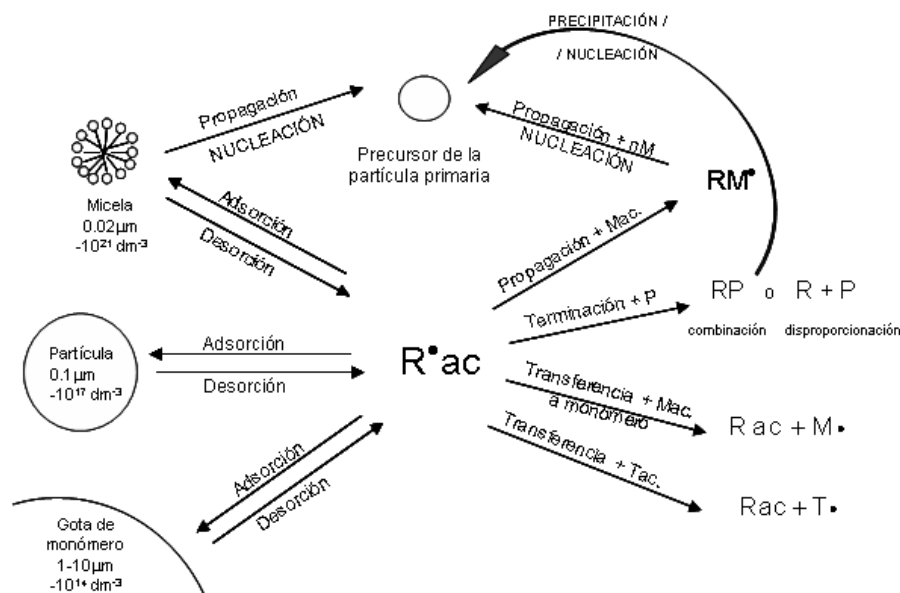 PRECIPITACIÓN /
/ NUCLEACIÓN
Propagación
NUCLEACIÓN
Propagación + nM
NUCLEACIÓN
Precursor de la
partícula primaria
RM•
Micela
0.02µm
-10²¹ dm⁻³
Adsorción
Desorción
Propagación + Mac.
Terminación + P
RP o R + P
combinación disproporcionación
Partícula
0.1µm
-10¹⁷ dm⁻³
Adsorción
Desorción
R•ac
Transferencia + Mac.
a monómero
Rac + M•
Transferencia + Tac.
Rac + T•
Adsorción
Desorción
Gota de
monómero
1-10µm
-10¹⁴ dm⁻³